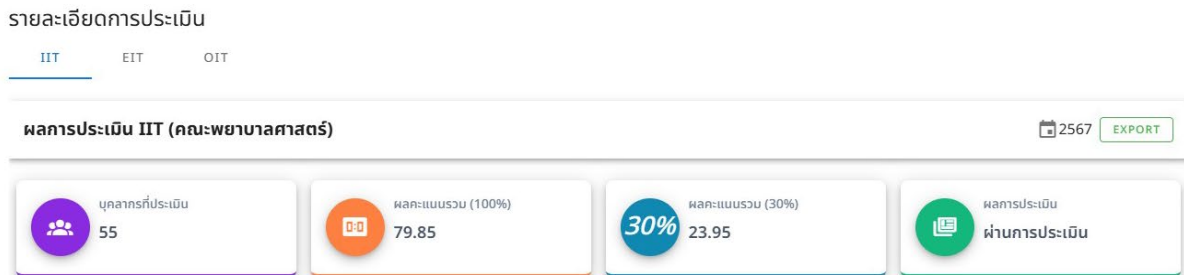 รายละเอียดการประเมิน
IIT EIT OIT
ผลการประเมิน IIT (คณะพยาบาลศาสตร์) 2567 EXPORT
บุคลากรที่ประเมิน
55
ผลคะแนนรวม (100%)
79.85
30%
ผลคะแนนรวม (30%)
23.95
ผลการประเมิน
ผ่านการประเมิน